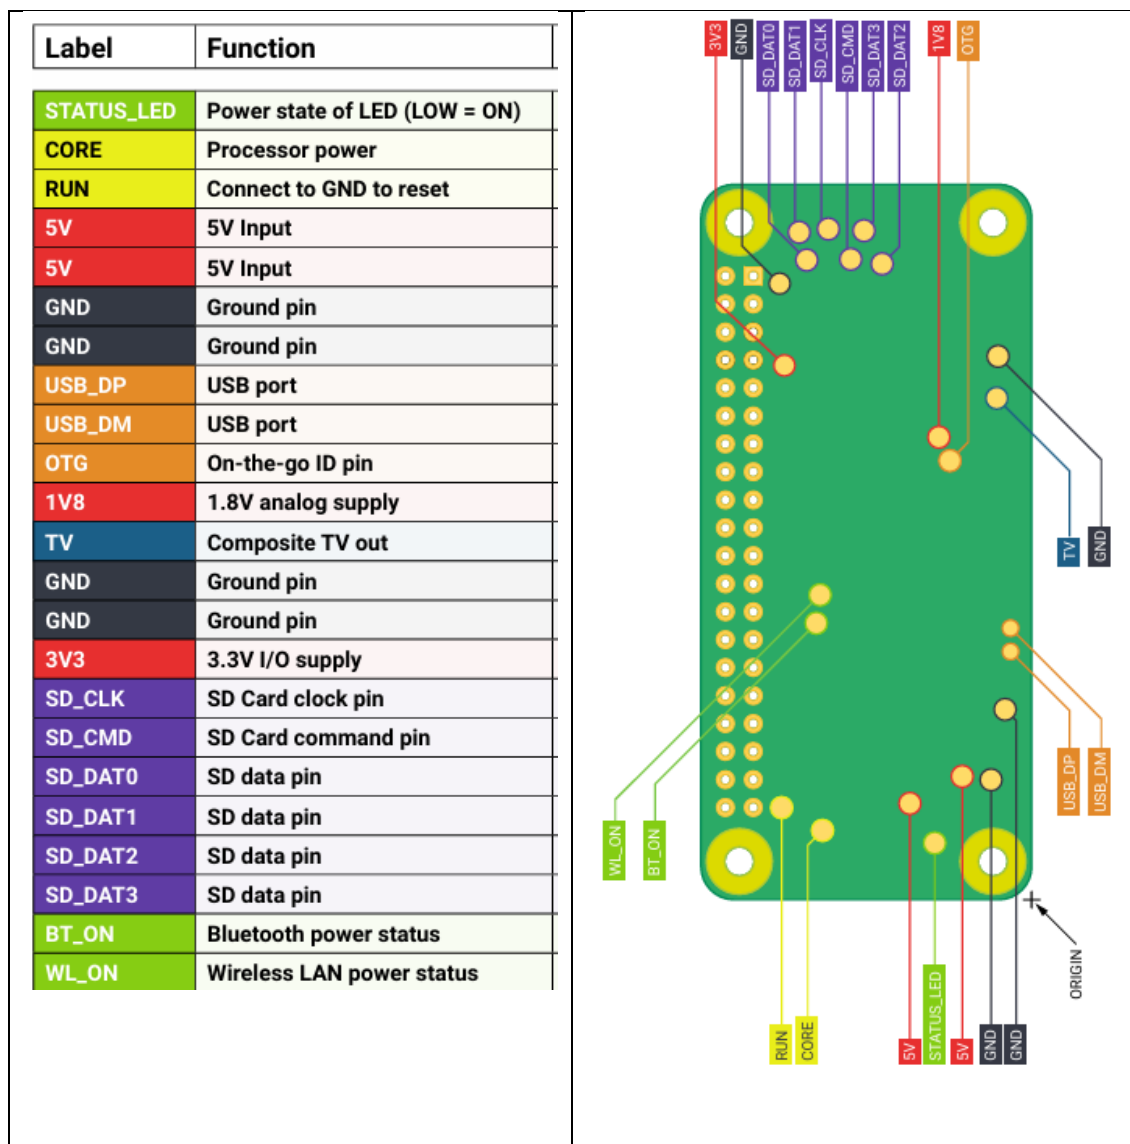 Label Function
STATUS_LED Power state of LED (LOW = ON)
CORE Processor power
RUN Connect to GND to reset
5V 5V Input
5V 5V Input
GND Ground pin
GND Ground pin
USB_DP USB port
USB_DM USB port
OTG On-the-go ID pin
1V8 1.8V analog supply
TV Composite TV out
GND Ground pin
GND Ground pin
3V3 3.3V I/O supply
SD_CLK SD Card clock pin
SD_CMD SD Card command pin
SD_DAT0 SD data pin
SD_DAT1 SD data pin
SD_DAT2 SD data pin
SD_DAT3 SD data pin
BT_ON Bluetooth power status
WL_ON Wireless LAN power status
3V3
GND
SD_DAT0
SD_DAT1
SD_CLK
SD_CMD
SD_DAT3
SD_DAT2
1V8
OTG
TV
GND
USB_DP
USB_DM
WL_ON
BT_ON
ORIGIN
RUN
CORE
5V
STATUS_LED
5V
GND
GND